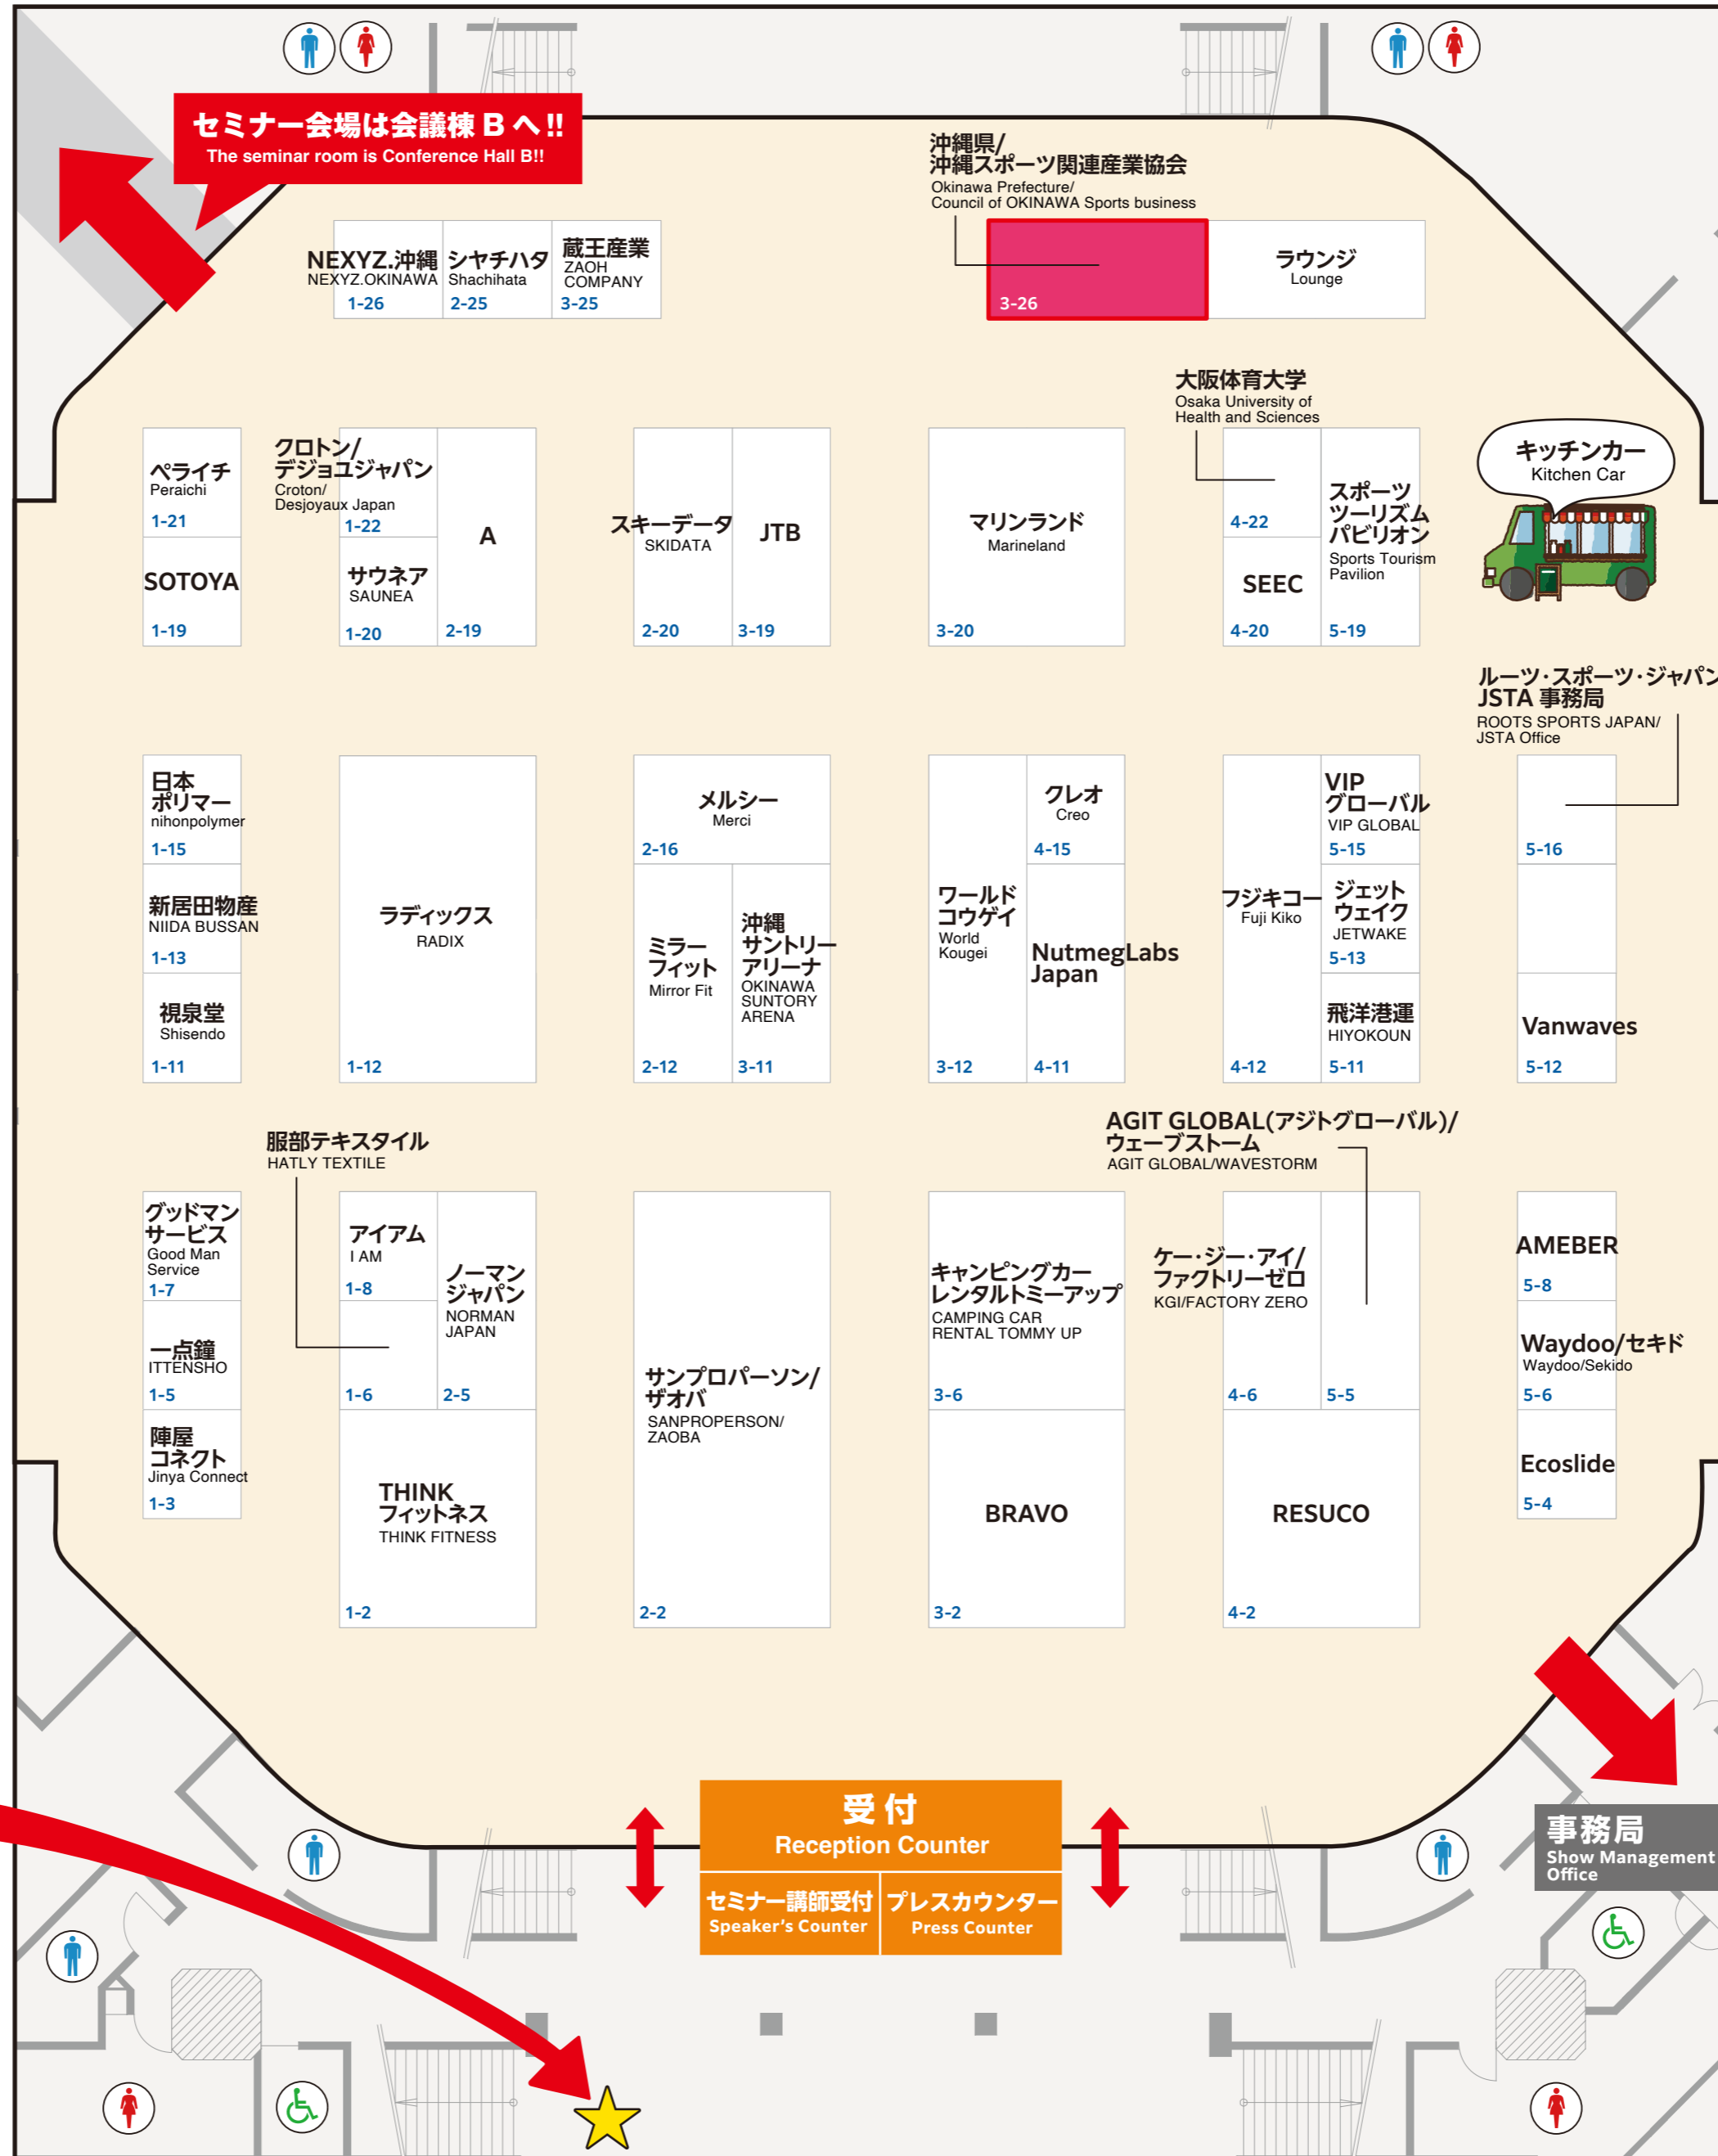 セミナー会場は会議棟 B へ !!
The seminar room is Conference Hall B!!
沖縄県/
沖縄スポーツ関連産業協会
Okinawa Prefecture/
Council of OKINAWA Sports business
NEXYZ.沖縄
NEXYZ.OKINAWA
1-26
シヤチハタ
Shachihata
2-25
蔵王産業
ZAOH
COMPANY
3-25
3-26
ラウンジ
Lounge
大阪体育大学
Osaka University of
Health and Sciences
キッチンカー
Kitchen Car
ペライチ
Peraichi
1-21
SOTOYA
1-19
クロトン/
デジョユジャパン
Croton/
Desjoyaux Japan
1-22
サウネア
SAUNEA
1-20
A
2-19
スキーデータ
SKIDATA
2-20
JTB
3-19
マリンランド
Marineland
3-20
4-22
SEEC
4-20
スポーツ
ツーリズム
パビリオン
Sports Tourism
Pavilion
5-19
ルーツ・スポーツ・ジャパン
JSTA 事務局
ROOTS SPORTS JAPAN/
JSTA Office
日本
ポリマー
nihonpolymer
1-15
新居田物産
NIIDA BUSSAN
1-13
視泉堂
Shisendo
1-11
ラディックス
RADIX
1-12
メルシー
Merci
2-16
ミラー
フィット
Mirror Fit
2-12
沖縄
サントリー
アリーナ
OKINAWA
SUNTORY
ARENA
3-11
ワールド
コウゲイ
World
Kougei
3-12
クレオ
Creo
4-15
NutmegLabs
Japan
4-11
フジキコー
Fuji Kiko
4-12
VIP
グローバル
VIP GLOBAL
5-15
ジェット
ウェイク
JETWAKE
5-13
飛洋港運
HIYOKOUN
5-11
5-16
Vanwaves
5-12
服部テキスタイル
HATLY TEXTILE
AGIT GLOBAL(アジトグローバル)/
ウェーブストーム
AGIT GLOBAL/WAVESTORM
グッドマン
サービス
Good Man
Service
1-7
一点鐘
ITTENSHO
1-5
陣屋
コネクト
Jinya Connect
1-3
アイアム
I AM
1-8
1-6
ノーマン
ジャパン
NORMAN
JAPAN
2-5
THINK
フィットネス
THINK FITNESS
1-2
サンプロパーソン/
ザオバ
SANPROPERSON/
ZAOBA
2-2
キャンピングカー
レンタルトミーアップ
CAMPING CAR
RENTAL TOMMY UP
3-6
BRAVO
3-2
ケー・ジー・アイ/
ファクトリーゼロ
KGI/FACTORY ZERO
4-6
5-5
RESUCO
4-2
AMEBER
5-8
Waydoo/セキド
Waydoo/Sekido
5-6
Ecoslide
5-4
受付
Reception Counter
セミナー講師受付
Speaker's Counter
プレスカウンター
Press Counter
事務局
Show Management
Office